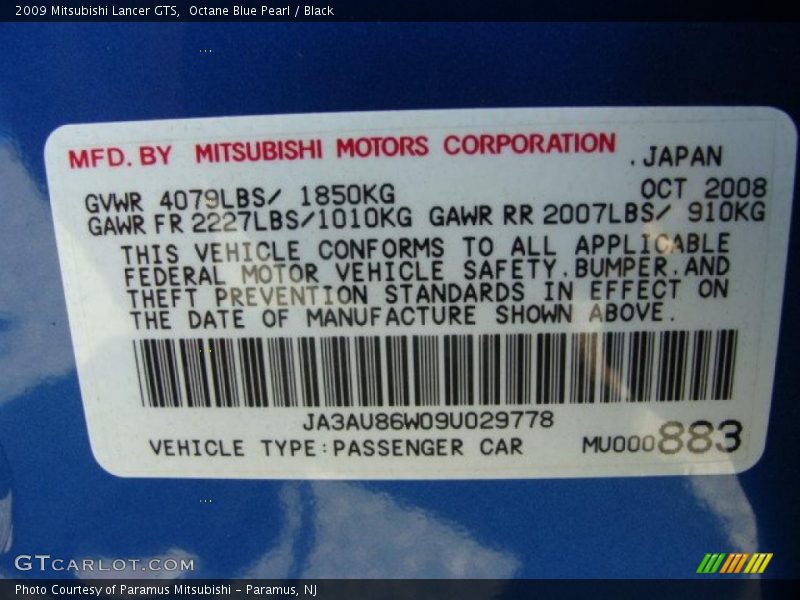 2009 Mitsubishi Lancer GTS, Octane Blue Pearl / Black
MFD. BY MITSUBISHI MOTORS CORPORATION .JAPAN
GVWR 4079LBS/ 1850KG OCT 2008
GAWR FR 2227LBS/1010KG GAWR RR 2007LBS/ 910KG
THIS VEHICLE CONFORMS TO ALL APPLICABLE
FEDERAL MOTOR VEHICLE SAFETY.BUMPER.AND
THEFT PREVENTION STANDARDS IN EFFECT ON
THE DATE OF MANUFACTURE SHOWN ABOVE.
JA3AU86W09U029778
VEHICLE TYPE:PASSENGER CAR MU000883
GTCARLOT.COM
Photo Courtesy of Paramus Mitsubishi - Paramus, NJ